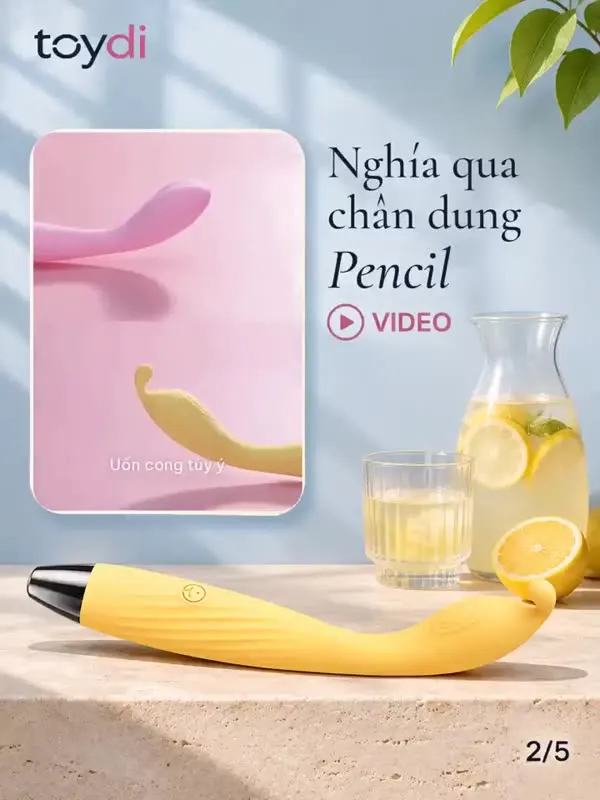 toydi
Nghía qua
chân dung
Pencil
VIDEO
Uốn cong tùy ý
2/5